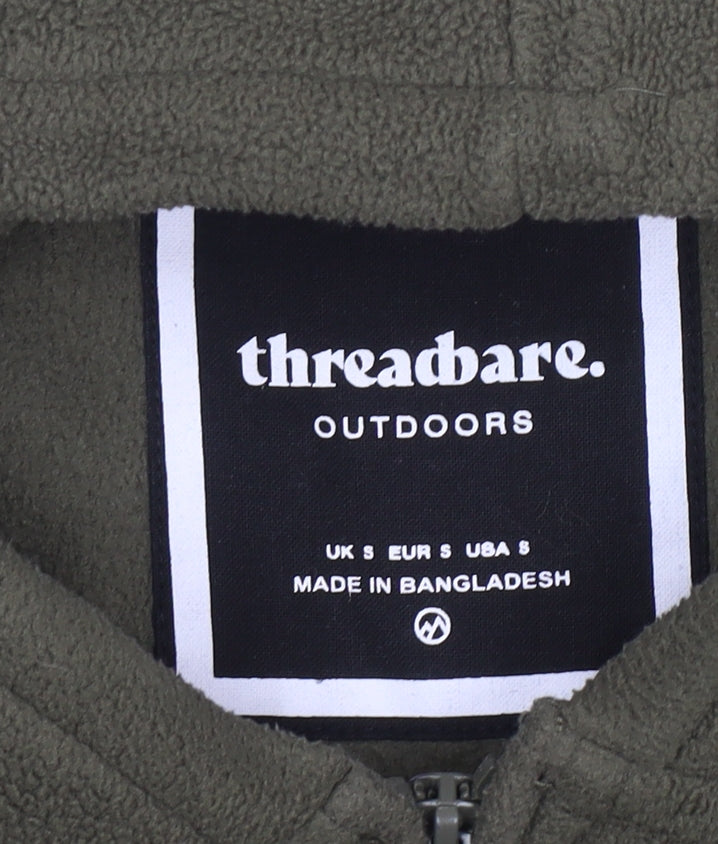 threadbare.
OUTDOORS
UK S EUR S USA S
MADE IN BANGLADESH